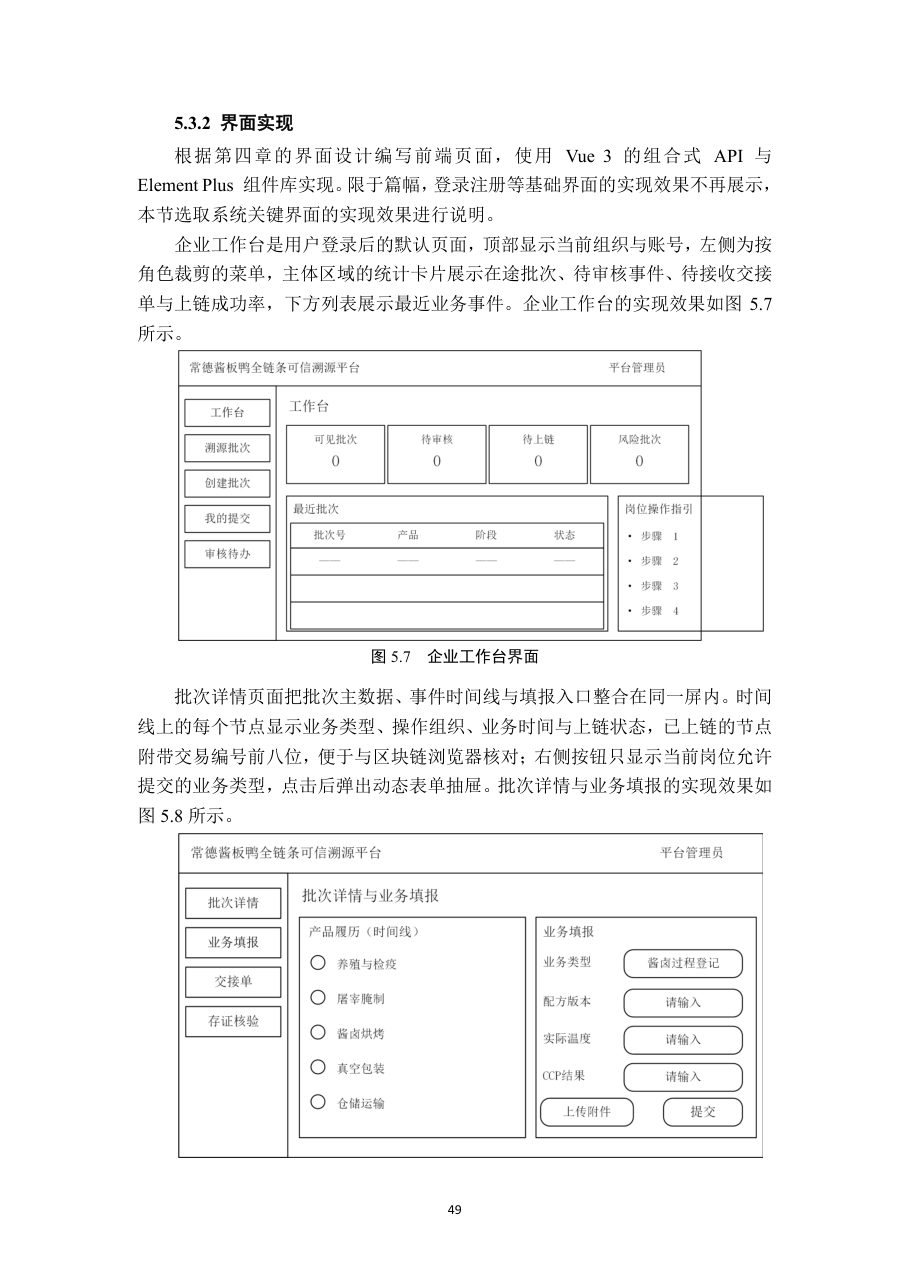 5.3.2 界面实现
根据第四章的界面设计编写前端页面，使用 Vue 3 的组合式 API 与
Element Plus 组件库实现。限于篇幅，登录注册等基础界面的实现效果不再展示，
本节选取系统关键界面的实现效果进行说明。
企业工作台是用户登录后的默认页面，顶部显示当前组织与账号，左侧为按
角色裁剪的菜单，主体区域的统计卡片展示在途批次、待审核事件、待接收交接
单与上链成功率，下方列表展示最近业务事件。企业工作台的实现效果如图 5.7
所示。
常德酱板鸭全链条可信溯源平台 平台管理员
工作台
溯源批次
创建批次
我的提交
审核待办
工作台
可见批次 待审核 待上链 风险批次
0 0 0 0
最近批次
批次号 产品 阶段 状态
—— —— —— ——
岗位操作指引
· 步骤 1
· 步骤 2
· 步骤 3
· 步骤 4
图 5.7 企业工作台界面
批次详情页面把批次主数据、事件时间线与填报入口整合在同一屏内。时间
线上的每个节点显示业务类型、操作组织、业务时间与上链状态，已上链的节点
附带交易编号前八位，便于与区块链浏览器核对；右侧按钮只显示当前岗位允许
提交的业务类型，点击后弹出动态表单抽屉。批次详情与业务填报的实现效果如
图 5.8 所示。
常德酱板鸭全链条可信溯源平台 平台管理员
批次详情
业务填报
交接单
存证核验
批次详情与业务填报
产品履历（时间线）
养殖与检疫
屠宰腌制
酱卤烘烤
真空包装
仓储运输
业务填报
业务类型 酱卤过程登记
配方版本 请输入
实际温度 请输入
CCP结果 请输入
上传附件 提交
49